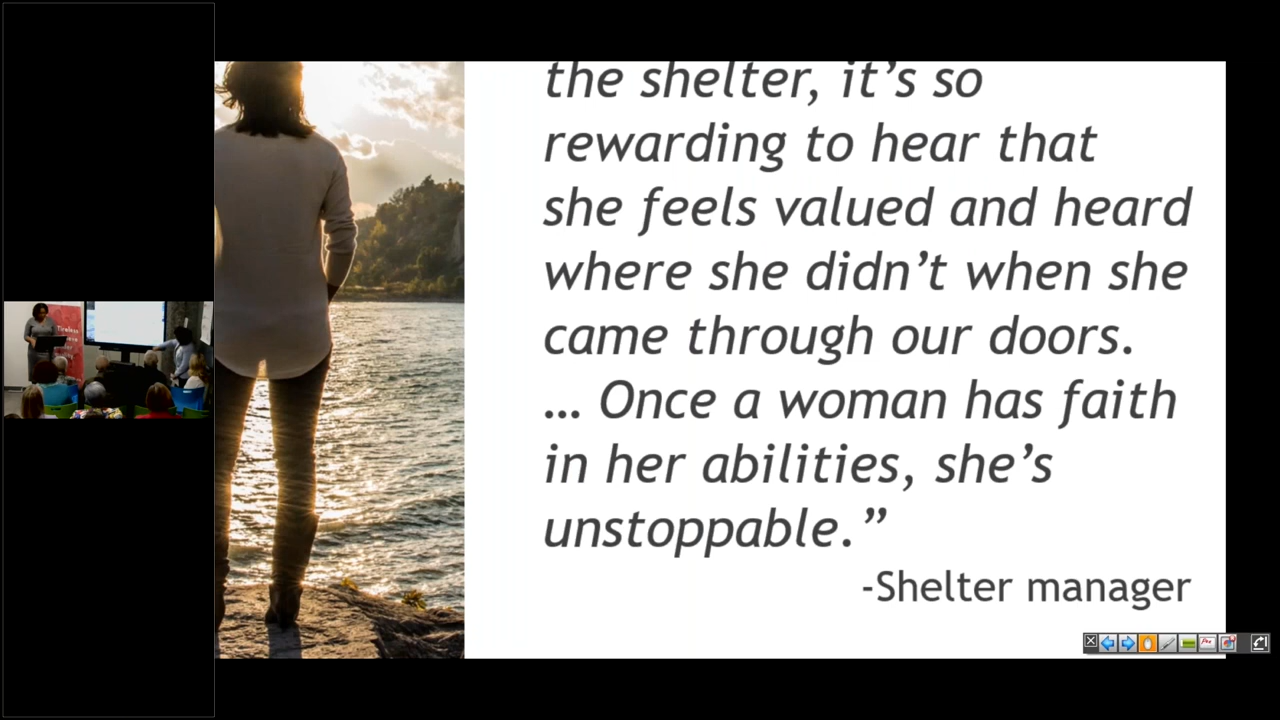 the shelter, it’s so
rewarding to hear that
she feels valued and heard
where she didn’t when she
came through our doors.
… Once a woman has faith
in her abilities, she’s
unstoppable.”
-Shelter manager